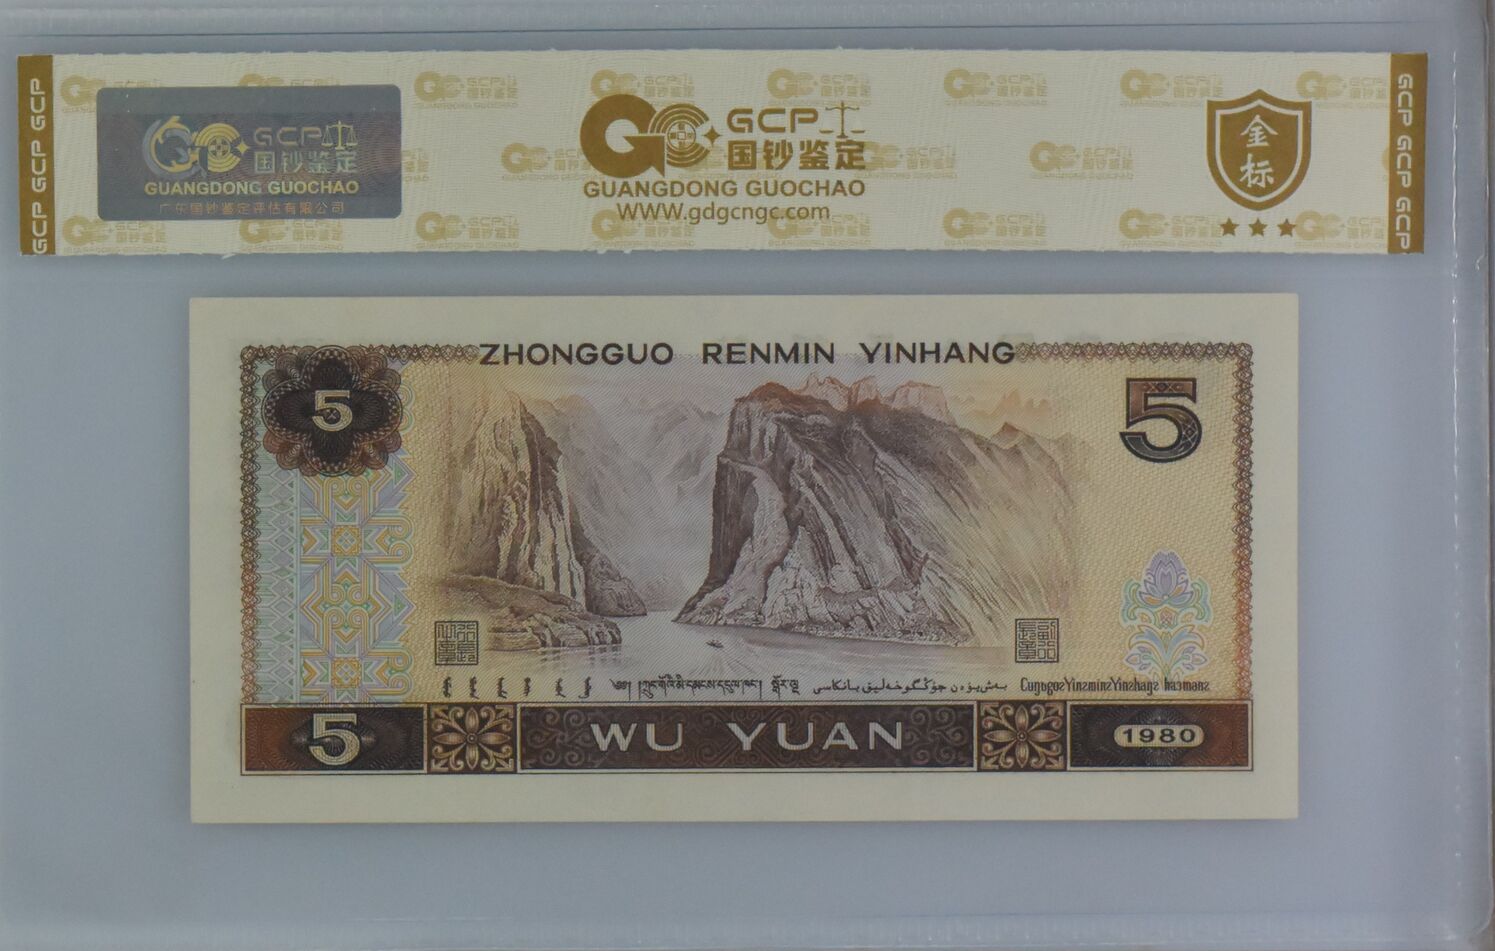 GCP GCP GCP
GCP
国钞鉴定
GUANGDONG GUOCHAO
广东国钞鉴定评估有限公司
GCP
国钞鉴定
GUANGDONG GUOCHAO
WWW.gdgcngc.com
金
标
GCP GCP GCP
ZHONGGUO RENMIN YINHANG
5
5
5
WU YUAN
1980